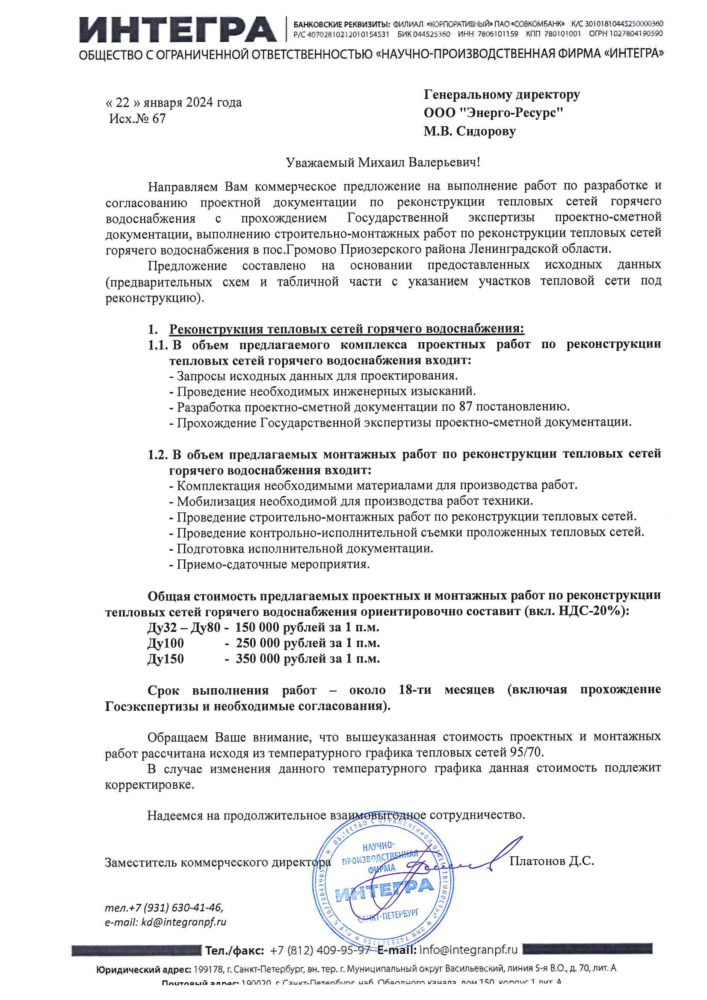 ИНТЕГРА
БАНКОВСКИЕ РЕКВИЗИТЫ: ФИЛИАЛ «КОРПОРАТИВНЫЙ» ПАО «СОВКОМБАНК» К/С 30101810445250000360
Р/С 40702810212010154531 БИК 044525360 ИНН 7806101159 КПП 780101001 ОГРН 1027804190590
ОБЩЕСТВО С ОГРАНИЧЕННОЙ ОТВЕТСТВЕННОСТЬЮ «НАУЧНО-ПРОИЗВОДСТВЕННАЯ ФИРМА «ИНТЕГРА»
« 22 » января 2024 года
Исх.№ 67
Генеральному директору
ООО "Энерго-Ресурс"
М.В. Сидорову
Уважаемый Михаил Валерьевич!
Направляем Вам коммерческое предложение на выполнение работ по разработке и
согласованию проектной документации по реконструкции тепловых сетей горячего
водоснабжения с прохождением Государственной экспертизы проектно-сметной
документации, выполнению строительно-монтажных работ по реконструкции тепловых сетей
горячего водоснабжения в пос.Громово Приозерского района Ленинградской области.
Предложение составлено на основании предоставленных исходных данных
(предварительных схем и табличной части с указанием участков тепловой сети под
реконструкцию).
1. Реконструкция тепловых сетей горячего водоснабжения:
1.1. В объем предлагаемого комплекса проектных работ по реконструкции
тепловых сетей горячего водоснабжения входит:
- Запросы исходных данных для проектирования.
- Проведение необходимых инженерных изысканий.
- Разработка проектно-сметной документации по 87 постановлению.
- Прохождение Государственной экспертизы проектно-сметной документации.
1.2. В объем предлагаемых монтажных работ по реконструкции тепловых сетей
горячего водоснабжения входит:
- Комплектация необходимыми материалами для производства работ.
- Мобилизация необходимой для производства работ техники.
- Проведение строительно-монтажных работ по реконструкции тепловых сетей.
- Проведение контрольно-исполнительной съемки проложенных тепловых сетей.
- Подготовка исполнительной документации.
- Приемо-сдаточные мероприятия.
Общая стоимость предлагаемых проектных и монтажных работ по реконструкции
тепловых сетей горячего водоснабжения ориентировочно составит (вкл. НДС-20%):
Ду32 – Ду80 - 150 000 рублей за 1 п.м.
Ду100 - 250 000 рублей за 1 п.м.
Ду150 - 350 000 рублей за 1 п.м.
Срок выполнения работ – около 18-ти месяцев (включая прохождение
Госэкспертизы и необходимые согласования).
Обращаем Ваше внимание, что вышеуказанная стоимость проектных и монтажных
работ рассчитана исходя из температурного графика тепловых сетей 95/70.
В случае изменения данного температурного графика данная стоимость подлежит
корректировке.
Надеемся на продолжительное взаимовыгодное сотрудничество.
Заместитель коммерческого директора
Платонов Д.С.
* ОБЩЕСТВО С ОГРАНИЧЕННОЙ ОТВЕТСТВЕННОСТЬЮ * ИНН 7806101159 * ОГРН 1027804190590
НАУЧНО-
ПРОИЗВОДСТВЕННАЯ
ФИРМА
ИНТЕГРА
САНКТ-ПЕТЕРБУРГ
тел.+7 (931) 630-41-46,
e-mail: kd@integranpf.ru
Тел./факс: +7 (812) 409-95-97 E-mail: info@integranpf.ru
Юридический адрес: 199178, г. Санкт-Петербург, вн. тер. г. Муниципальный округ Васильевский, линия 5-я В.О., д. 70, лит. А
Почтовый адрес: 190020, г. Санкт-Петербург, наб. Обводного канала, дом 150, корпус 1 лит. А